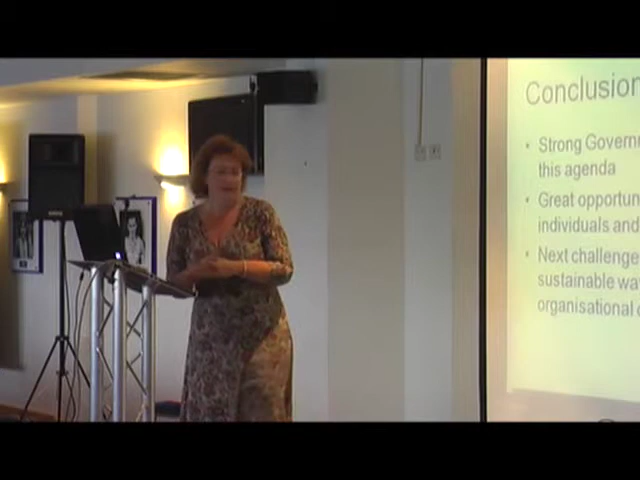 Conclusion
• Strong Governm
this agenda
• Great opportun
individuals and
• Next challenge
sustainable wa
organisational